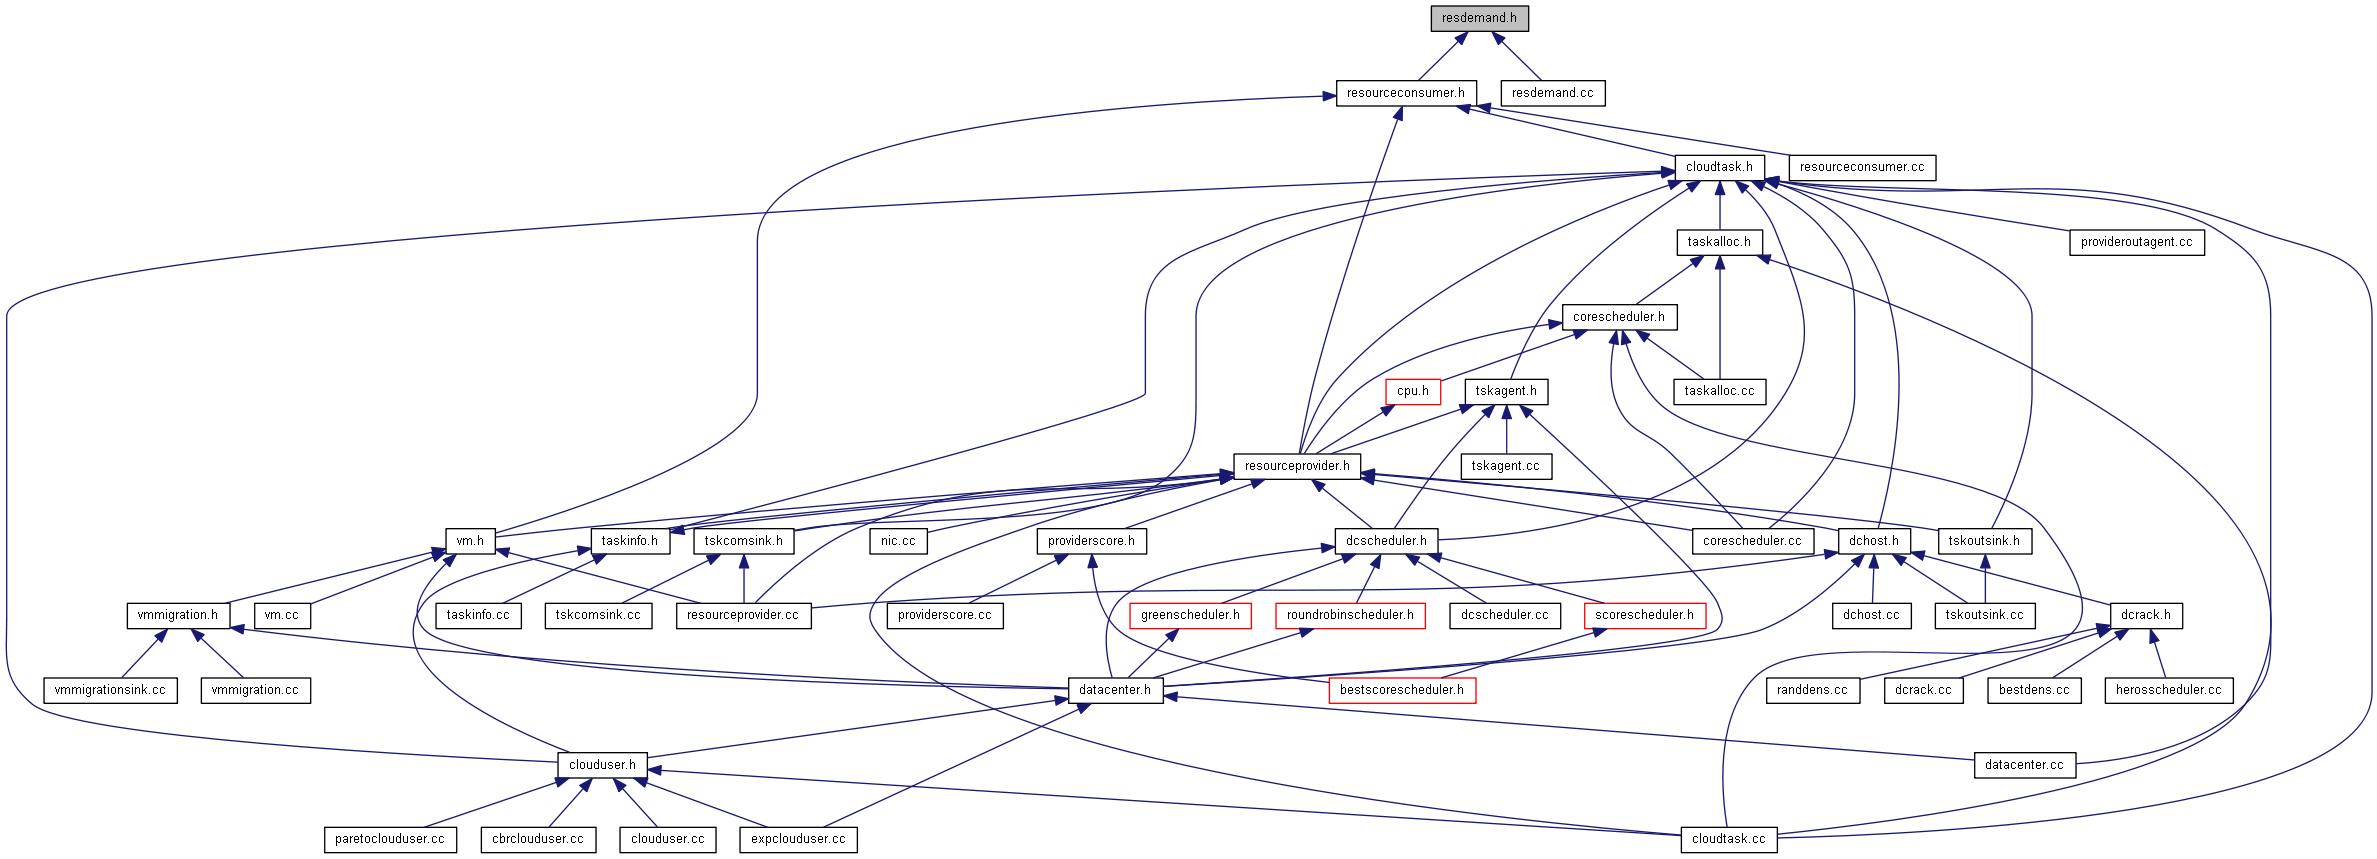 resdemand.h
resourceconsumer.h
resdemand.cc
cloudtask.h
resourceconsumer.cc
taskalloc.h
provideroutagent.cc
corescheduler.h
cpu.h
tskagent.h
taskalloc.cc
resourceprovider.h
tskagent.cc
vm.h
taskinfo.h
tskcomsink.h
nic.cc
providerscore.h
dcscheduler.h
corescheduler.cc
dchost.h
tskoutsink.h
vmmigration.h
vm.cc
taskinfo.cc
tskcomsink.cc
resourceprovider.cc
providerscore.cc
greenscheduler.h
roundrobinscheduler.h
dcscheduler.cc
scorescheduler.h
dchost.cc
tskoutsink.cc
dcrack.h
vmmigrationsink.cc
vmmigration.cc
datacenter.h
bestscorescheduler.h
randdens.cc
dcrack.cc
bestdens.cc
herosscheduler.cc
clouduser.h
datacenter.cc
paretoclouduser.cc
cbrclouduser.cc
clouduser.cc
expclouduser.cc
cloudtask.cc